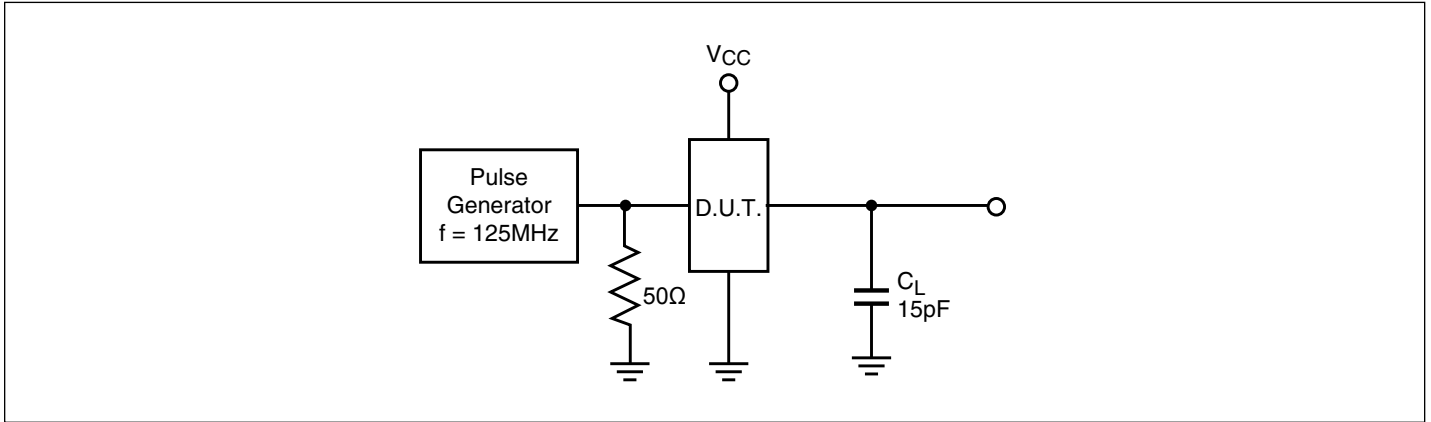 VCC
Pulse
Generator
f = 125MHz
D.U.T.
50Ω
CL
15pF